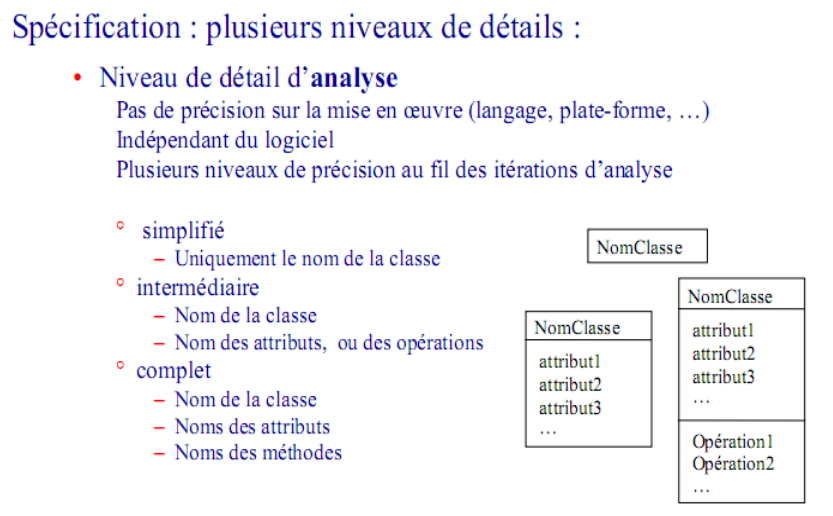 Spécification : plusieurs niveaux de détails :
• Niveau de détail d'analyse
Pas de précision sur la mise en œuvre (langage, plate-forme, …)
Indépendant du logiciel
Plusieurs niveaux de précision au fil des itérations d'analyse
° simplifié
– Uniquement le nom de la classe
° intermédiaire
– Nom de la classe
– Nom des attributs, ou des opérations
° complet
– Nom de la classe
– Noms des attributs
– Noms des méthodes
NomClasse
NomClasse
attribut1
attribut2
attribut3
…
NomClasse
attribut1
attribut2
attribut3
…
Opération1
Opération2
…